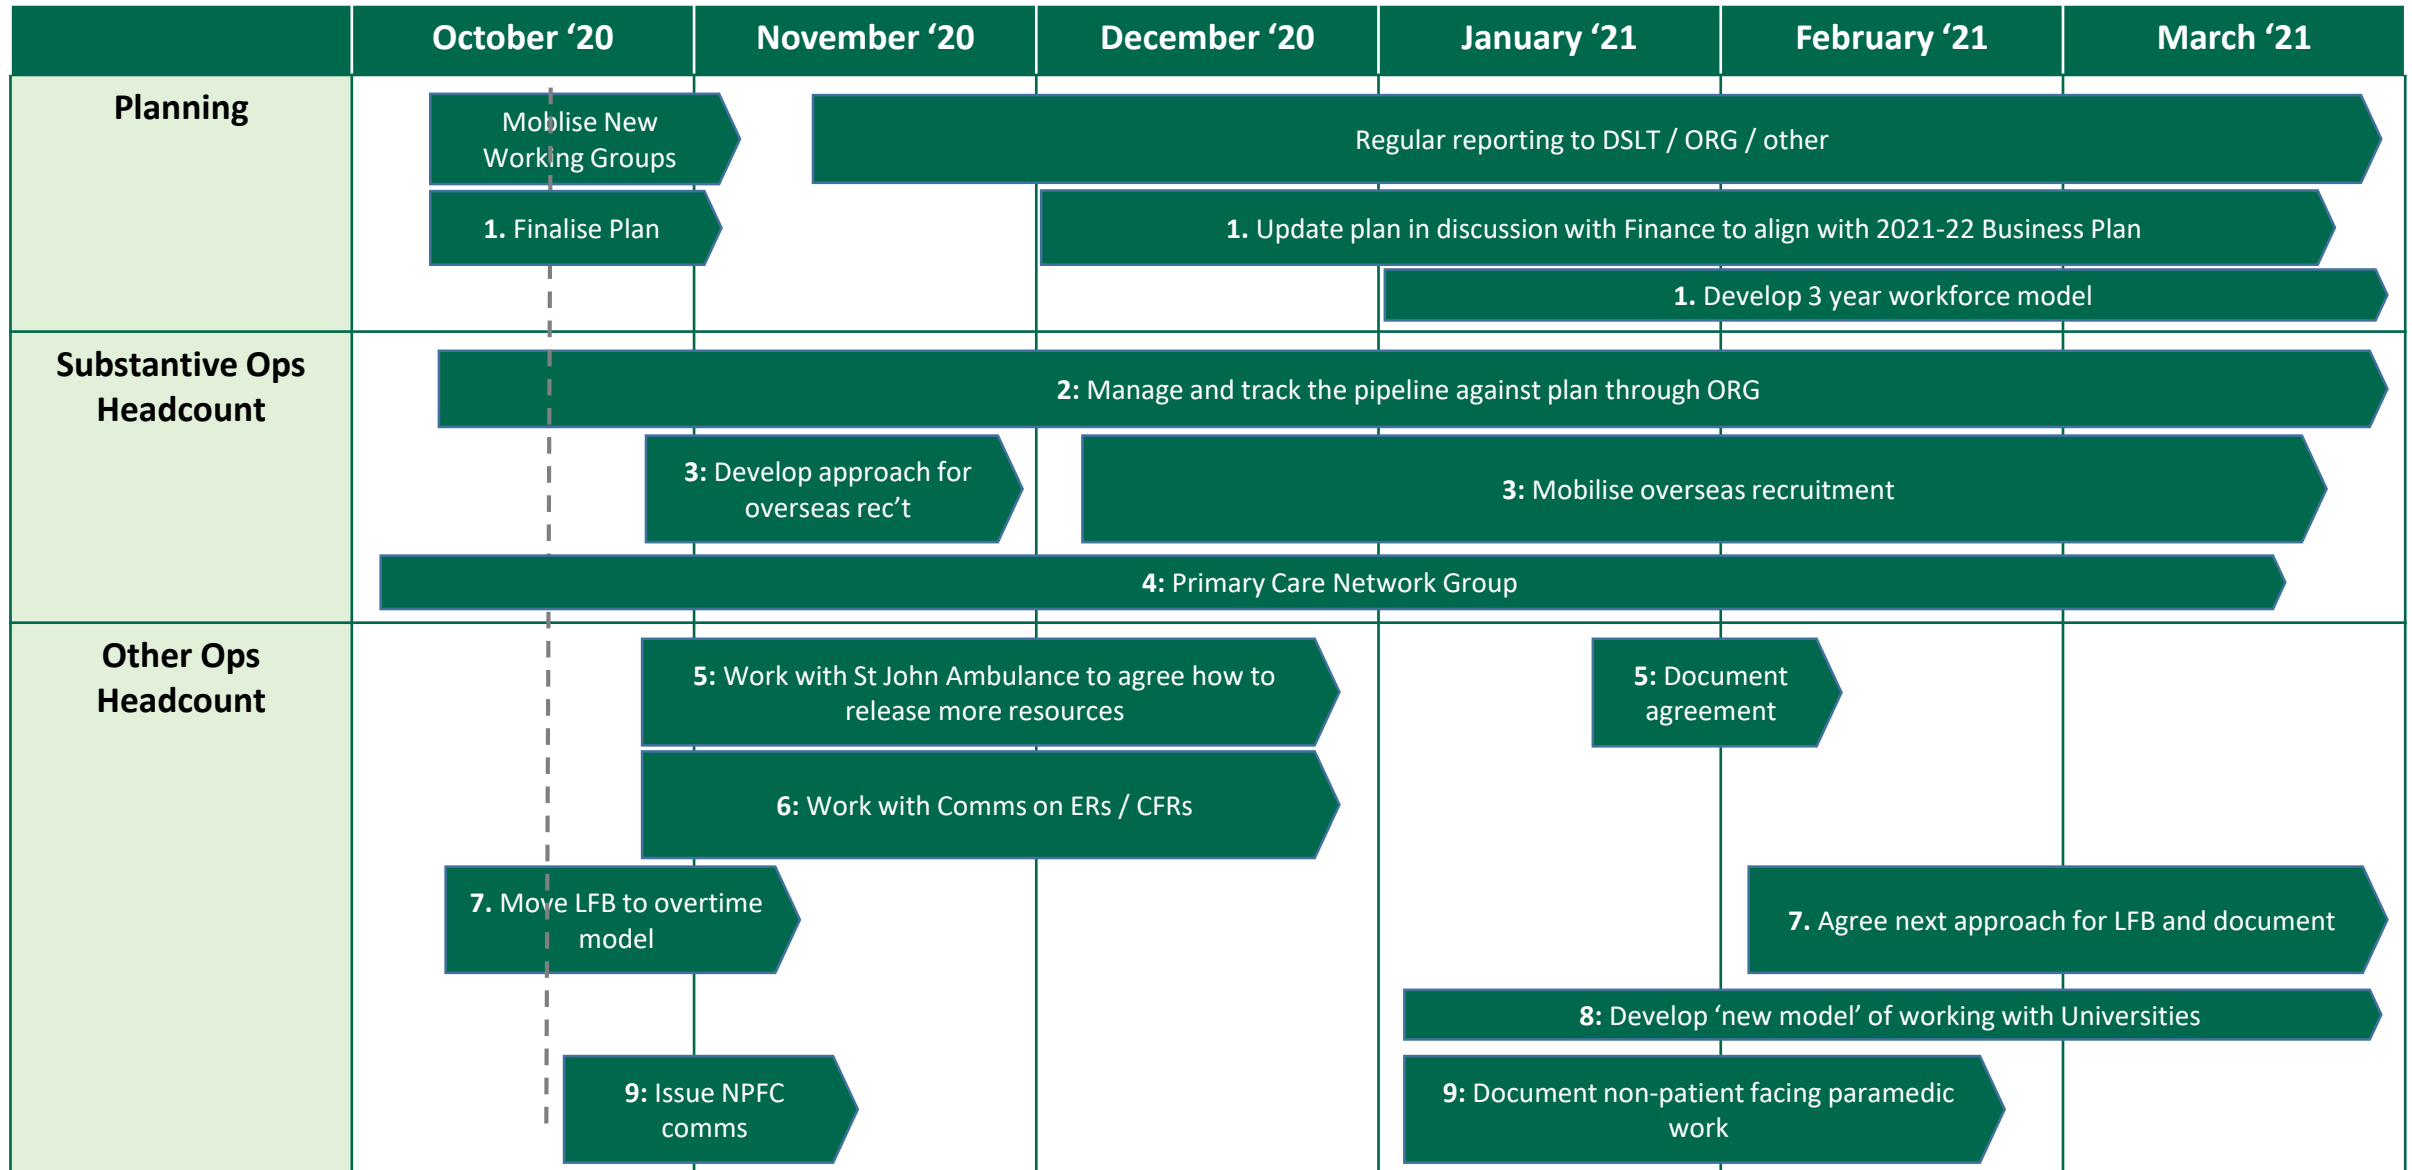 October ‘20
November ‘20
December ‘20
January ‘21
February ‘21
March ‘21
Planning
Moblise New
Working Groups
Regular reporting to DSLT / ORG / other
1. Finalise Plan
1. Update plan in discussion with Finance to align with 2021-22 Business Plan
1. Develop 3 year workforce model
Substantive Ops
Headcount
2: Manage and track the pipeline against plan through ORG
3: Develop approach for
overseas rec’t
3: Mobilise overseas recruitment
4: Primary Care Network Group
Other Ops
Headcount
5: Work with St John Ambulance to agree how to
release more resources
5: Document
agreement
6: Work with Comms on ERs / CFRs
7. Move LFB to overtime
model
7. Agree next approach for LFB and document
8: Develop ‘new model’ of working with Universities
9: Issue NPFC
comms
9: Document non-patient facing paramedic
work